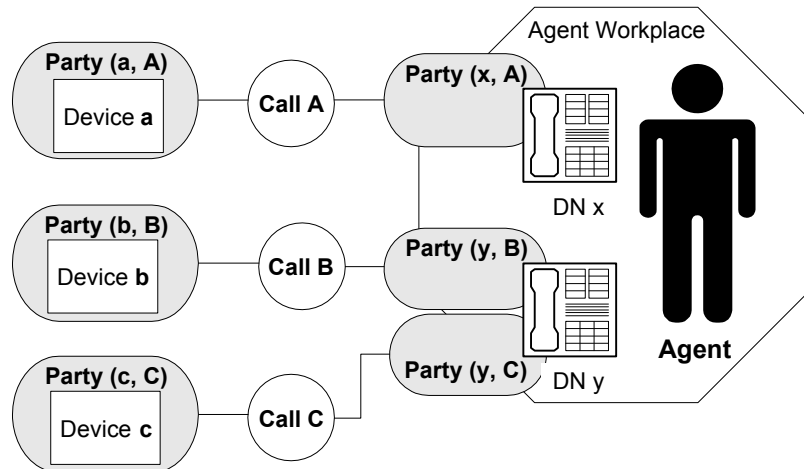 Agent Workplace
Party (a, A)
Device a
Call A
Party (x, A)
DN x
Party (b, B)
Device b
Call B
Party (y, B)
Agent
Party (c, C)
Device c
Call C
Party (y, C)
DN y